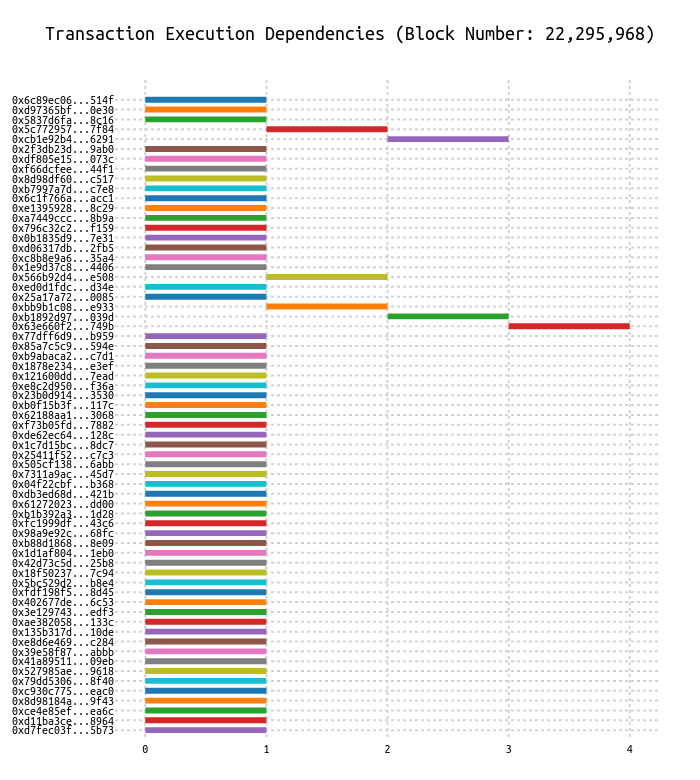 Transaction Execution Dependencies (Block Number: 22,295,968)
0x6c89ec06...514f
0xd97365bf...0e30
0x5837d6fa...8c16
0x5c772957...7f84
0xcb1e92b4...6291
0x2f3db23d...9ab0
0xdf805e15...073c
0xf66dcfee...44f1
0x8d98df60...c517
0xb7997a7d...c7e8
0x6c1f766a...acc1
0xe1395928...8c29
0xa7449ccc...8b9a
0x796c32c2...f159
0x0b1835d9...7e31
0xd06317db...2fb5
0xc8b8e9a6...35a4
0x1e9d37c8...4406
0x566b92d4...e508
0xed0d1fdc...d34e
0x25a17a72...0085
0xbb9b1c08...e933
0xb1892d97...039d
0x63e660f2...749b
0x77dff6d9...b959
0x85a7c5c9...594e
0xb9abaca2...c7d1
0x1878e234...e3ef
0x121600dd...7ead
0xe8c2d950...f36a
0x23b0d914...3530
0xb0f15b3f...117c
0x62188aa1...3068
0xf73b05fd...7882
0xde62ec64...128c
0x1c7d15bc...8dc7
0x25411f52...c7c3
0x505cf138...6abb
0x7311a9ac...45d7
0x04f22cbf...b368
0xdb3ed68d...421b
0x61272023...dd00
0xb1b392a3...1d28
0xfc1999df...43c6
0x98a9e92c...68fc
0xb88d1868...8e09
0x1d1af804...1eb0
0x42d73c5d...25b8
0x18f50237...7c94
0x5bc529d2...b8e4
0xfdf198f5...8d45
0x402677de...6c53
0x3e129743...edf3
0xae382058...133c
0x135b317d...10de
0xe8d6e469...c284
0x39e58f87...abbb
0x41a89511...09eb
0x527985ae...9618
0x79dd5306...8f40
0xc930c775...eac0
0x8d98184a...9f43
0xce4e85ef...ea6c
0xd11ba3ce...8964
0xd7fec03f...5b73
0 1 2 3 4